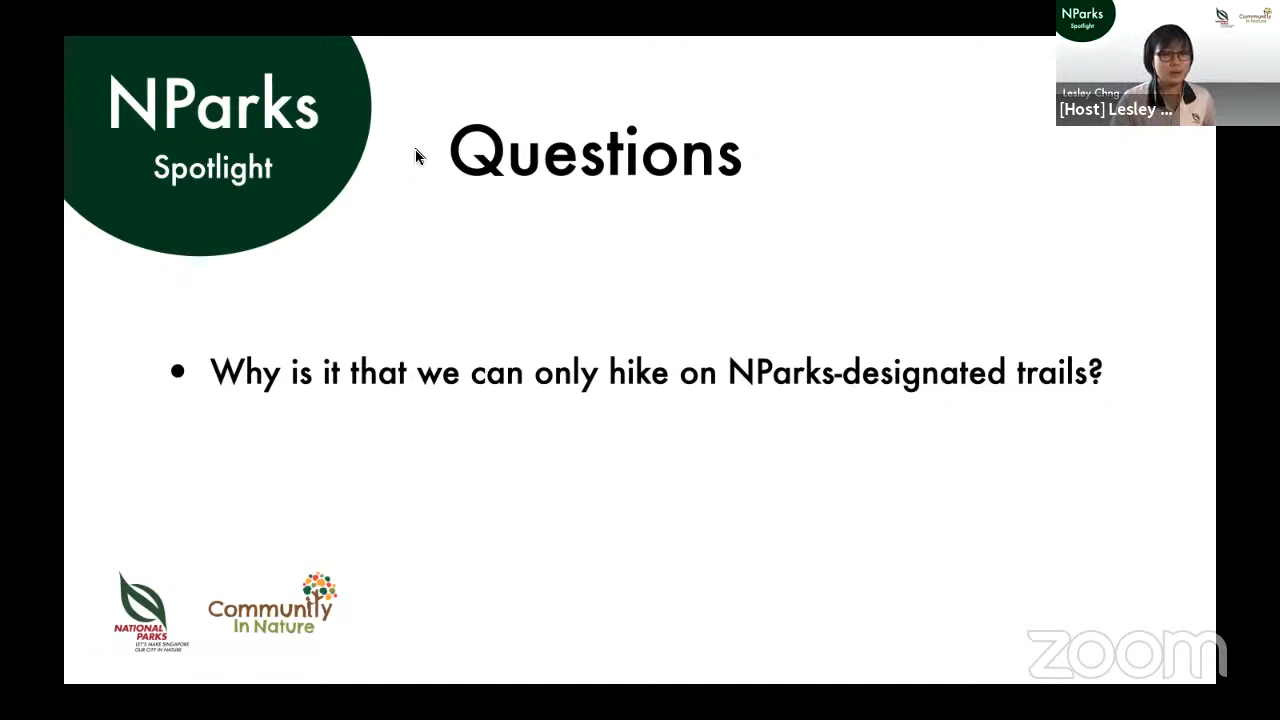 NParks
Spotlight
Questions
• Why is it that we can only hike on NParks-designated trails?
NATIONAL
PARKS
LET'S MAKE SINGAPORE
OUR CITY IN NATURE
Community
in Nature
zoom
NParks
Spotlight
Community
in Nature
Lesley Chng
[Host] Lesley ...